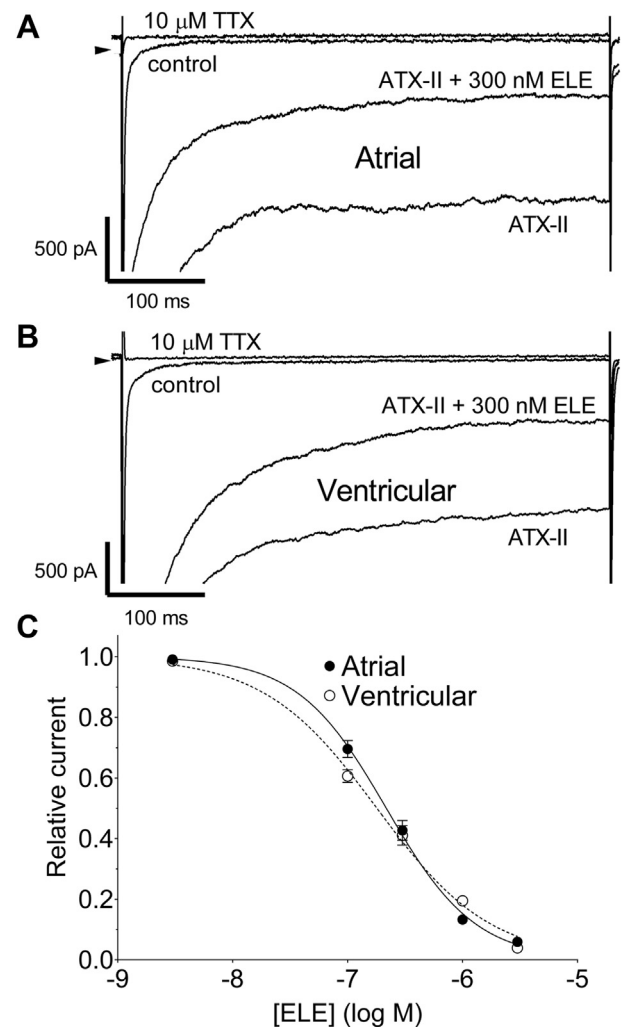 A
10 μM TTX
control
ATX-II + 300 nM ELE
Atrial
ATX-II
500 pA
100 ms
B
10 μM TTX
control
ATX-II + 300 nM ELE
Ventricular
ATX-II
500 pA
100 ms
C
Atrial
Ventricular
Relative current
1.0
0.8
0.6
0.4
0.2
0.0
-9 -8 -7 -6 -5
[ELE] (log M)